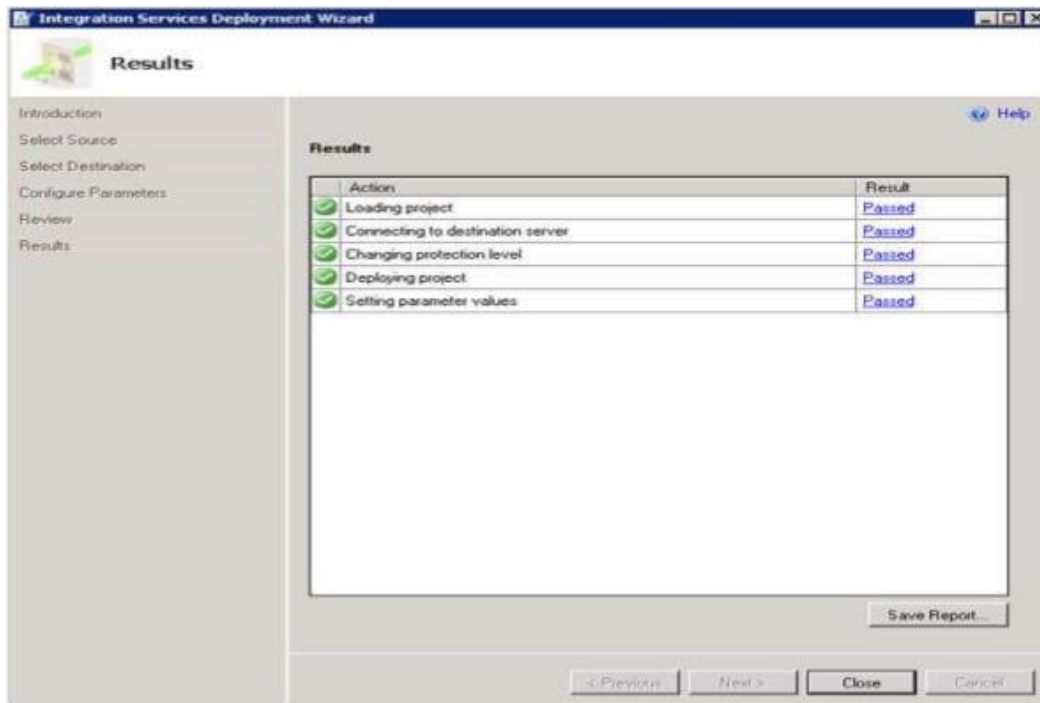 Integration Services Deployment Wizard
Results
Introduction
Select Source
Select Destination
Configure Parameters
Review
Results
Help
Results
Action Result
Loading project Passed
Connecting to destination server Passed
Changing protection level Passed
Deploying project Passed
Setting parameter values Passed
Save Report...
< Previous Next > Close Cancel